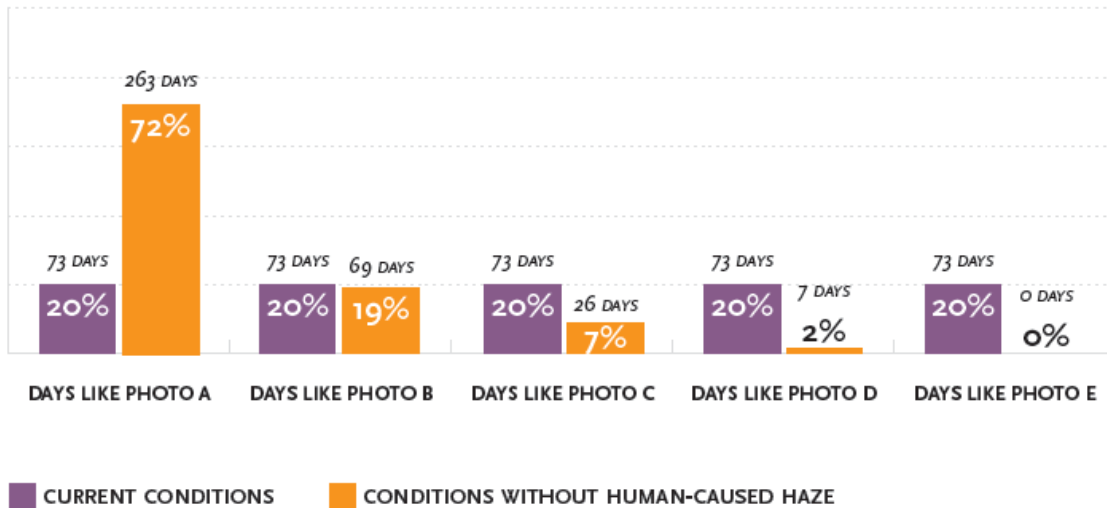 263 DAYS
72%
73 DAYS
20%
73 DAYS
20%
69 DAYS
19%
73 DAYS
20%
26 DAYS
7%
73 DAYS
20%
7 DAYS
2%
73 DAYS
20%
0 DAYS
0%
DAYS LIKE PHOTO A
DAYS LIKE PHOTO B
DAYS LIKE PHOTO C
DAYS LIKE PHOTO D
DAYS LIKE PHOTO E
CURRENT CONDITIONS
CONDITIONS WITHOUT HUMAN-CAUSED HAZE